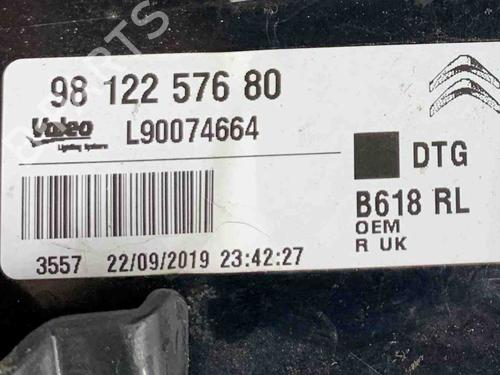 98 122 576 80
Valeo L90074664
Lighting Systems
DTG
B618 RL
OEM
R UK
3557 22/09/2019 23:42:27